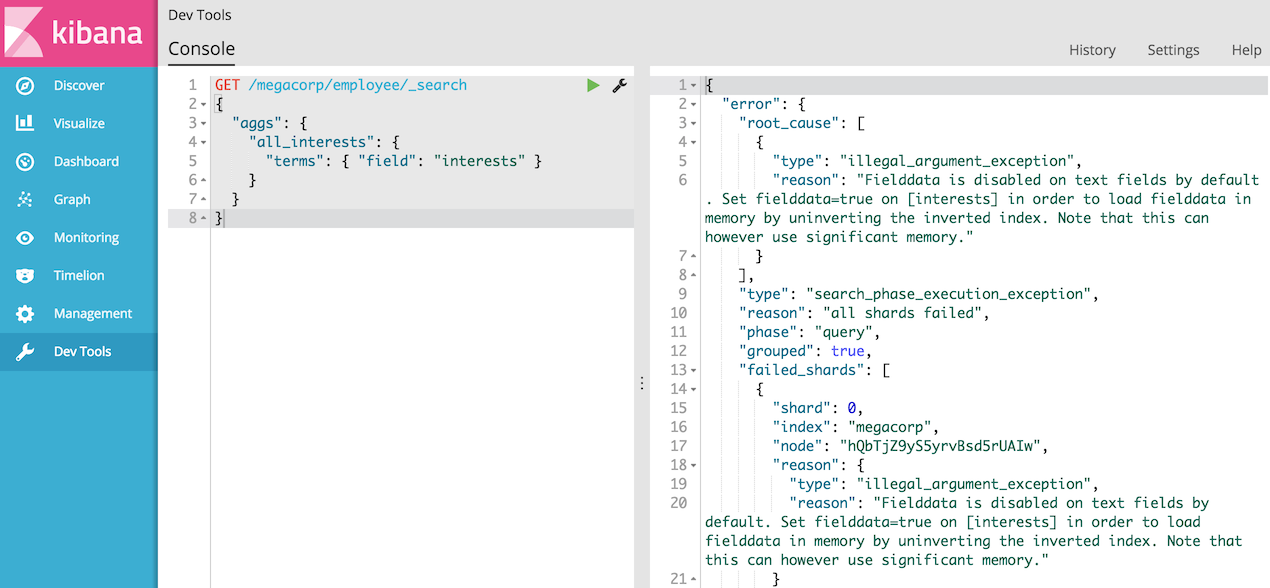 kibana
Discover
Visualize
Dashboard
Graph
Monitoring
Timelion
Management
Dev Tools
Dev Tools
Console
History Settings Help
1 GET /megacorp/employee/_search
2 {
3 "aggs": {
4 "all_interests": {
5 "terms": { "field": "interests" }
6 }
7 }
8 }
1 {
2 "error": {
3 "root_cause": [
4 {
5 "type": "illegal_argument_exception",
6 "reason": "Fielddata is disabled on text fields by default
. Set fielddata=true on [interests] in order to load fielddata in
memory by uninverting the inverted index. Note that this can
however use significant memory."
7 }
8 ],
9 "type": "search_phase_execution_exception",
10 "reason": "all shards failed",
11 "phase": "query",
12 "grouped": true,
13 "failed_shards": [
14 {
15 "shard": 0,
16 "index": "megacorp",
17 "node": "hQbTjZ9yS5yrvBsd5rUAIw",
18 "reason": {
19 "type": "illegal_argument_exception",
20 "reason": "Fielddata is disabled on text fields by
default. Set fielddata=true on [interests] in order to load
fielddata in memory by uninverting the inverted index. Note that
this can however use significant memory."
21 }